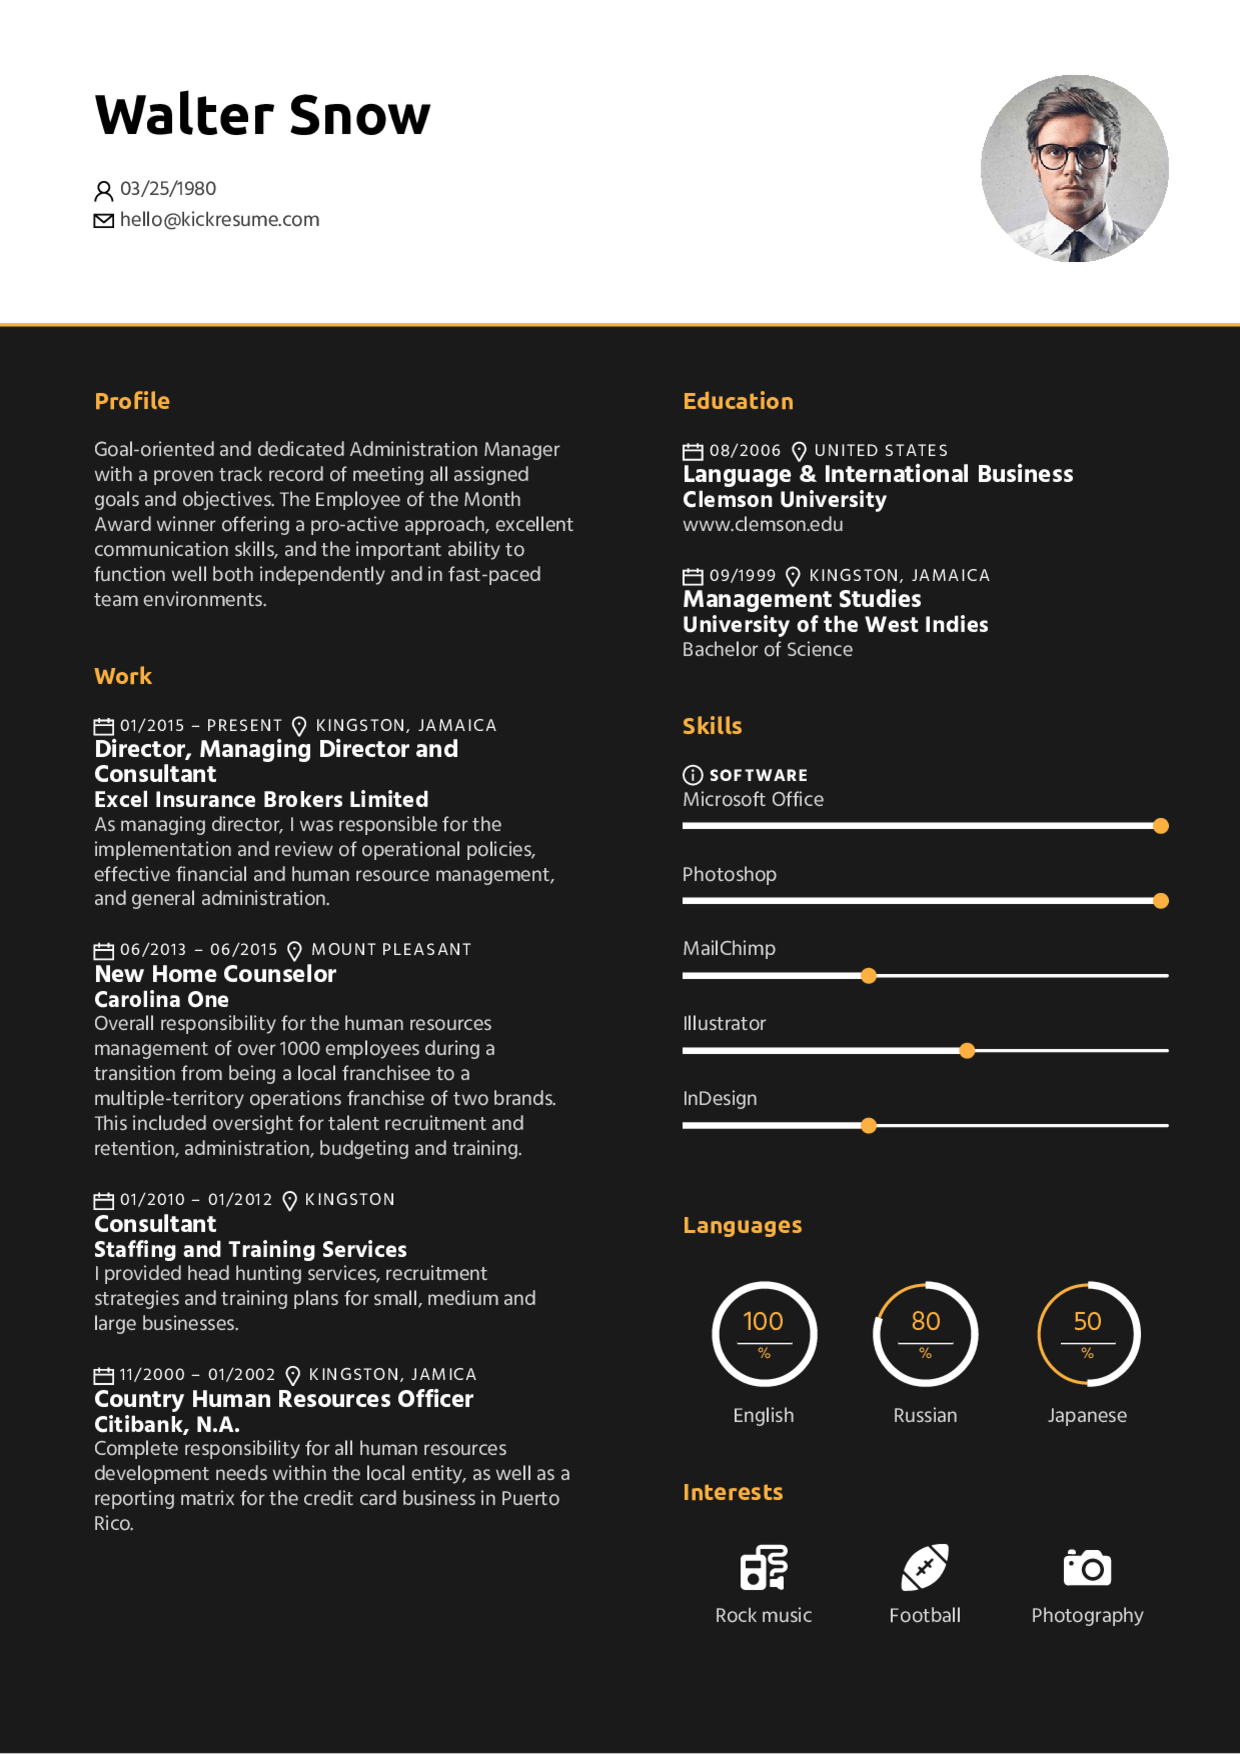 Walter Snow
03/25/1980
hello@kickresume.com
Profile
Goal-oriented and dedicated Administration Manager
with a proven track record of meeting all assigned
goals and objectives. The Employee of the Month
Award winner offering a pro-active approach, excellent
communication skills, and the important ability to
function well both independently and in fast-paced
team environments.
Work
01/2015 – PRESENT KINGSTON, JAMAICA
Director, Managing Director and
Consultant
Excel Insurance Brokers Limited
As managing director, I was responsible for the
implementation and review of operational policies,
effective financial and human resource management,
and general administration.
06/2013 – 06/2015 MOUNT PLEASANT
New Home Counselor
Carolina One
Overall responsibility for the human resources
management of over 1000 employees during a
transition from being a local franchisee to a
multiple-territory operations franchise of two brands.
This included oversight for talent recruitment and
retention, administration, budgeting and training.
01/2010 – 01/2012 KINGSTON
Consultant
Staffing and Training Services
I provided head hunting services, recruitment
strategies and training plans for small, medium and
large businesses.
11/2000 – 01/2002 KINGSTON, JAMICA
Country Human Resources Officer
Citibank, N.A.
Complete responsibility for all human resources
development needs within the local entity, as well as a
reporting matrix for the credit card business in Puerto
Rico.
Education
08/2006 UNITED STATES
Language & International Business
Clemson University
www.clemson.edu
09/1999 KINGSTON, JAMAICA
Management Studies
University of the West Indies
Bachelor of Science
Skills
SOFTWARE
Microsoft Office
Photoshop
MailChimp
Illustrator
InDesign
Languages
100 80 50
% % %
English Russian Japanese
Interests
Rock music Football Photography